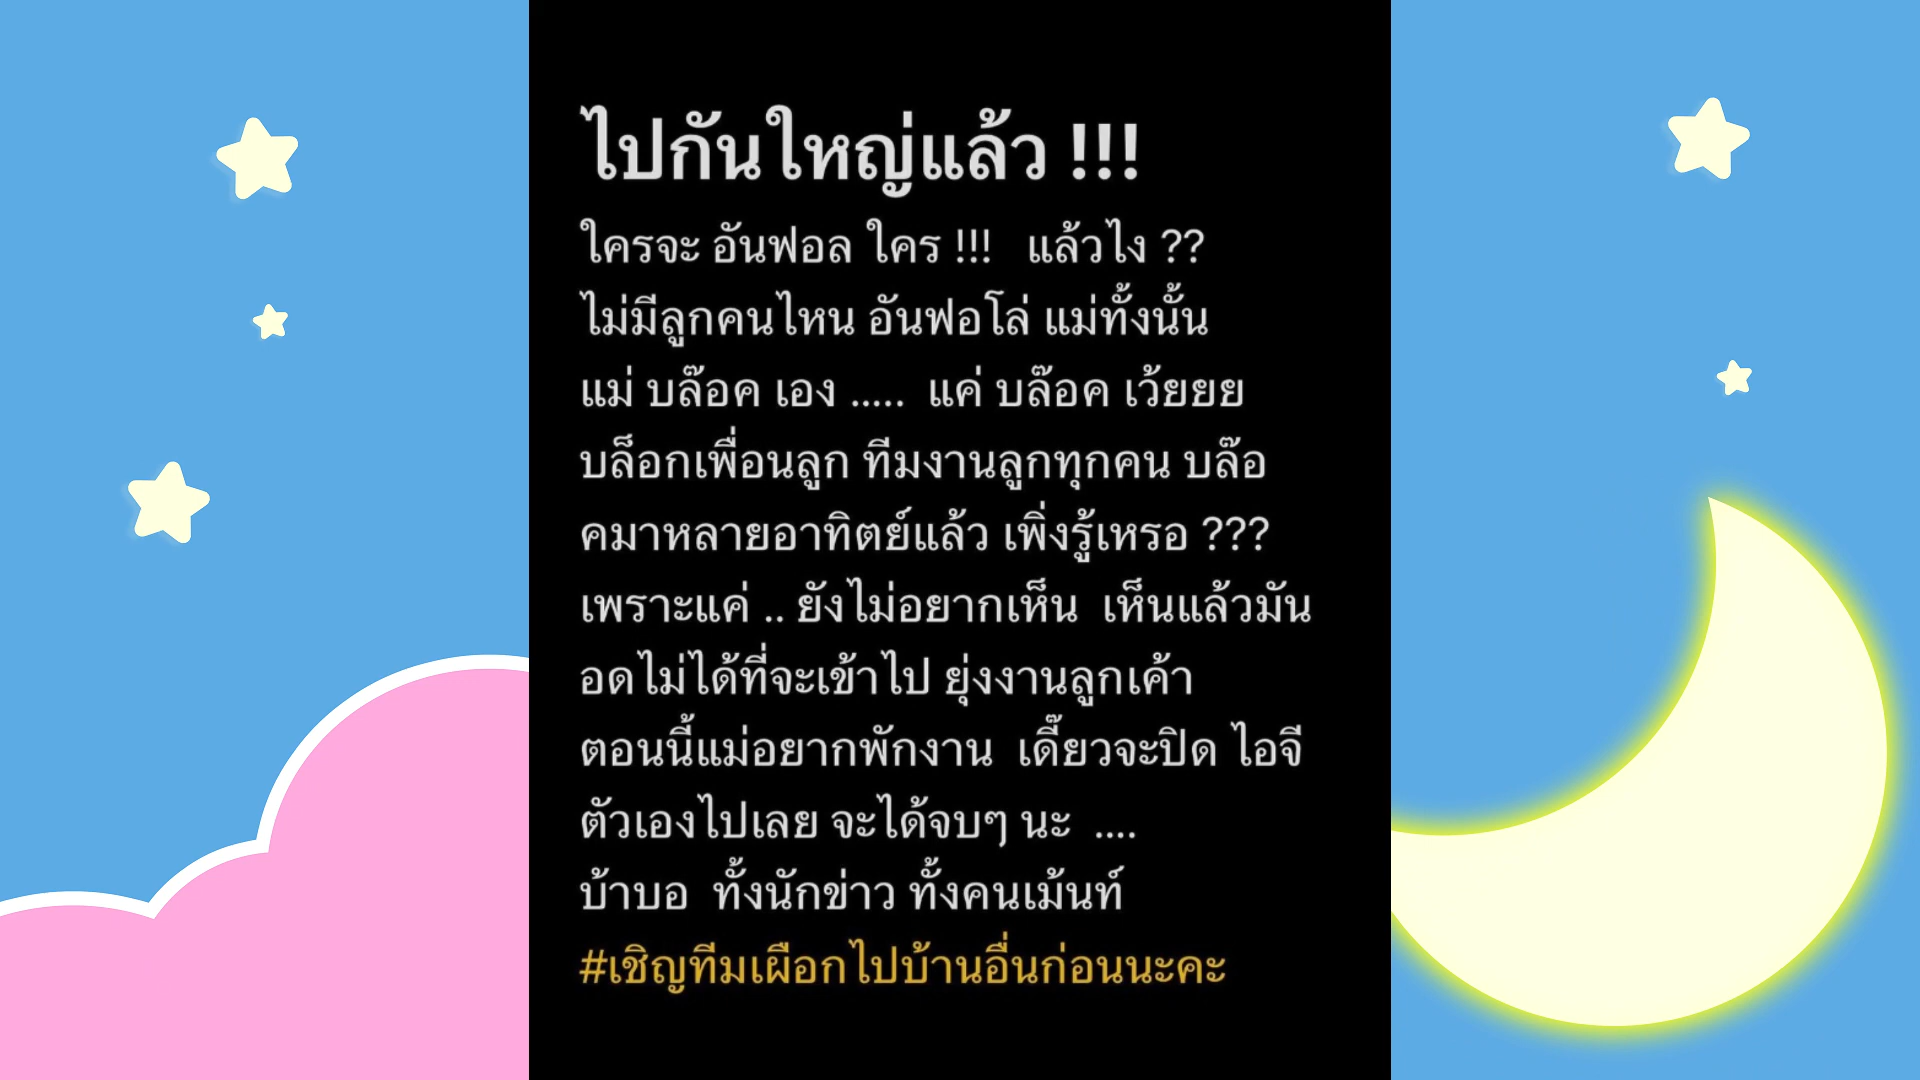 ไปกันใหญ่แล้ว !!!
ใครจะ อันฟอล ใคร !!! แล้วไง ??
ไม่มีลูกคนไหน อันฟอโล่ แม่ทั้งนั้น
แม่ บล๊อค เอง ..... แค่ บล๊อค เว้ยยย
บล็อกเพื่อนลูก ทีมงานลูกทุกคน บล๊อ
คมาหลายอาทิตย์แล้ว เพิ่งรู้เหรอ ???
เพราะแค่ .. ยังไม่อยากเห็น เห็นแล้วมัน
อดไม่ได้ที่จะเข้าไป ยุ่งงานลูกเค้า
ตอนนี้แม่อยากพักงาน เดี๊ยวจะปิด ไอจี
ตัวเองไปเลย จะได้จบๆ นะ ....
บ้าบอ ทั้งนักข่าว ทั้งคนเม้นท์
#เชิญทีมเผือกไปบ้านอื่นก่อนนะคะ